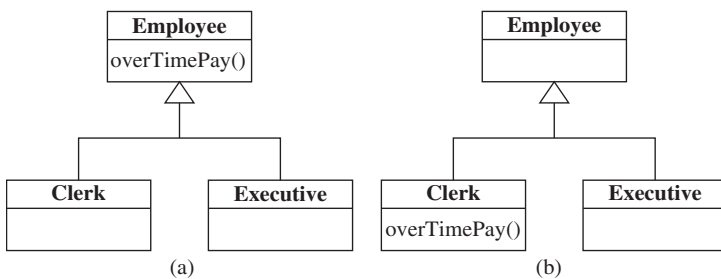 Employee
overTimePay()
Clerk
Executive
(a)
Employee
Clerk
overTimePay()
Executive
(b)